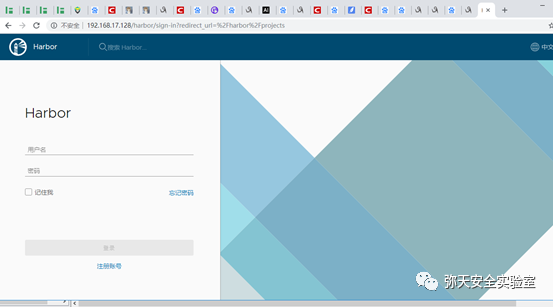 不安全 | 192.168.17.128/harbor/sign-in?redirect_url=%2Fharbor%2Fprojects
Harbor
搜索 Harbor...
中文
Harbor
用户名
密码
记住我
忘记密码
登录
注册账号
弥天安全实验室